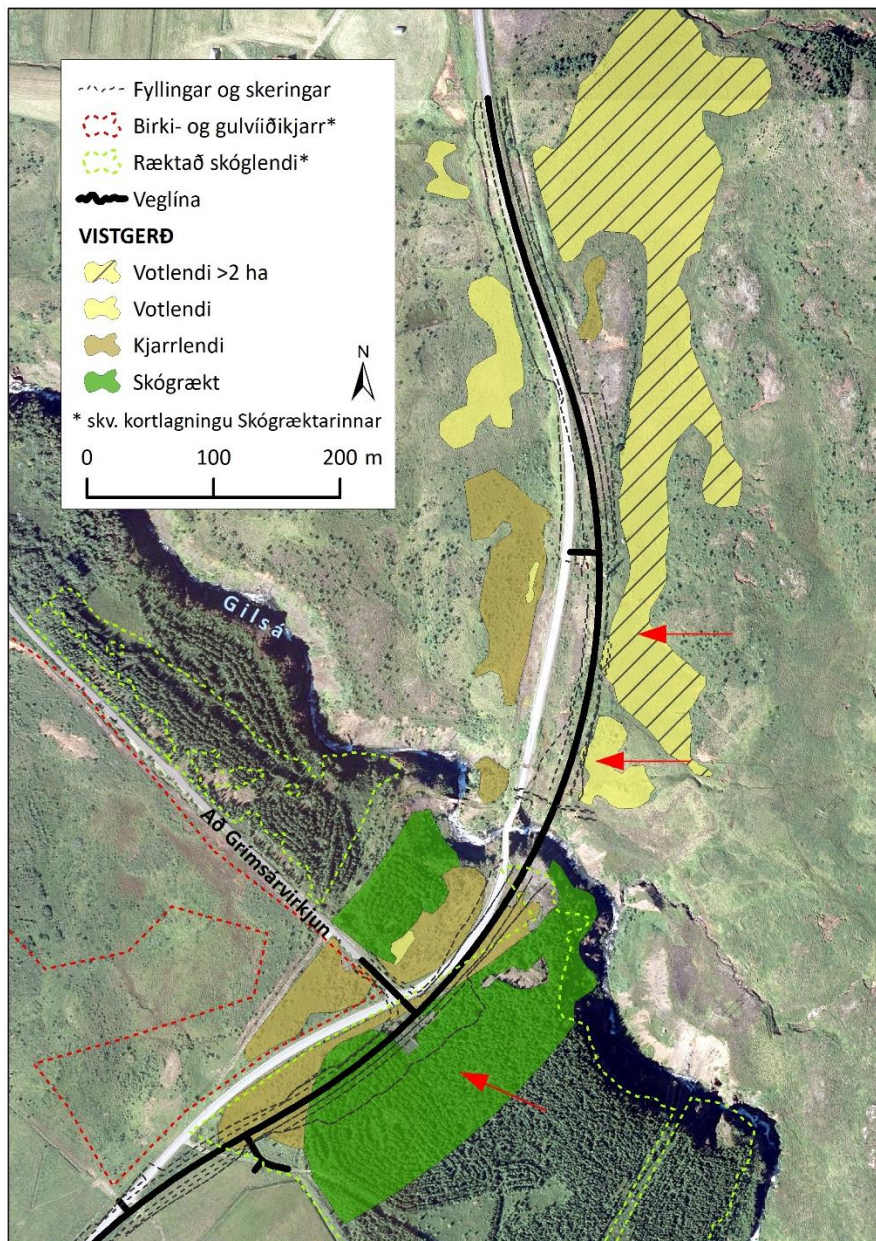 Fyllingar og skeringar
Birki- og gulvíiðikjarr*
Ræktað skóglendi*
Veglína
VISTGERÐ
Votlendi >2 ha
Votlendi
Kjarrlendi
Skógrækt
N
* skv. kortlagningu Skógræktarinnar
0 100 200 m
Gilsá
Að Grímsárvirkjun